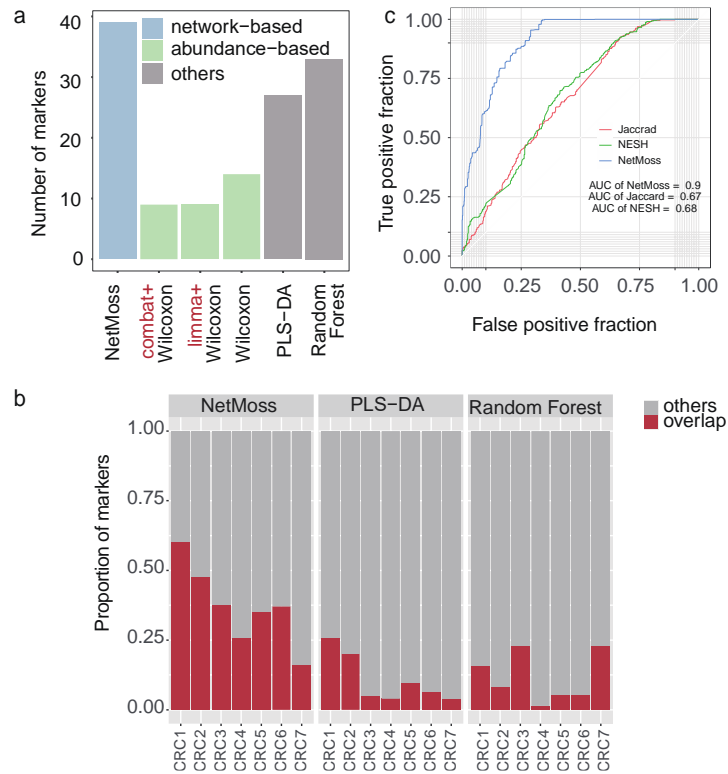 a
Number of markers
40
30
20
10
0
network-based
abundance-based
others
NetMoss
combat+
Wilcoxon
limma+
Wilcoxon
Wilcoxon
PLS-DA
Random
Forest
c
True positive fraction
1.00
0.75
0.50
0.25
0.00
Jaccrad
NESH
NetMoss
AUC of NetMoss = 0.9
AUC of Jaccard = 0.67
AUC of NESH = 0.68
0.00
0.25
0.50
0.75
1.00
False positive fraction
b
NetMoss
PLS-DA
Random Forest
others
overlap
Proportion of markers
1.00
0.75
0.50
0.25
0.00
CRC1
CRC2
CRC3
CRC4
CRC5
CRC6
CRC7
CRC1
CRC2
CRC3
CRC4
CRC5
CRC6
CRC7
CRC1
CRC2
CRC3
CRC4
CRC5
CRC6
CRC7